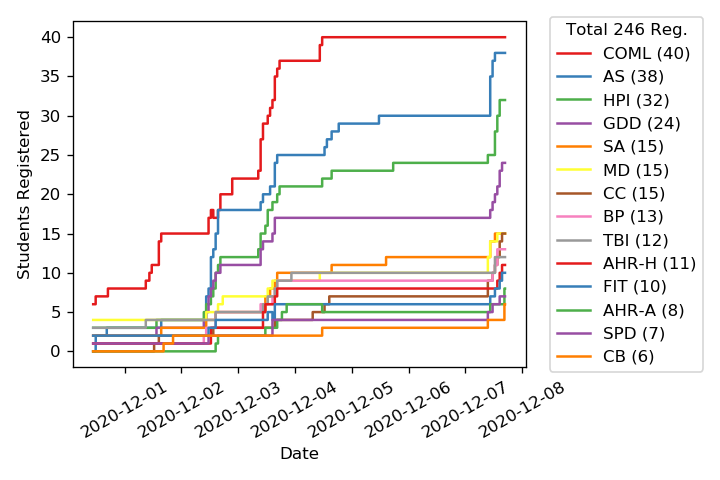 Total 246 Reg.
COML (40)
AS (38)
HPI (32)
GDD (24)
SA (15)
MD (15)
CC (15)
BP (13)
TBI (12)
AHR-H (11)
FIT (10)
AHR-A (8)
SPD (7)
CB (6)
Students Registered
40
35
30
25
20
15
10
5
0
2020-12-01
2020-12-02
2020-12-03
2020-12-04
2020-12-05
2020-12-06
2020-12-07
2020-12-08
Date